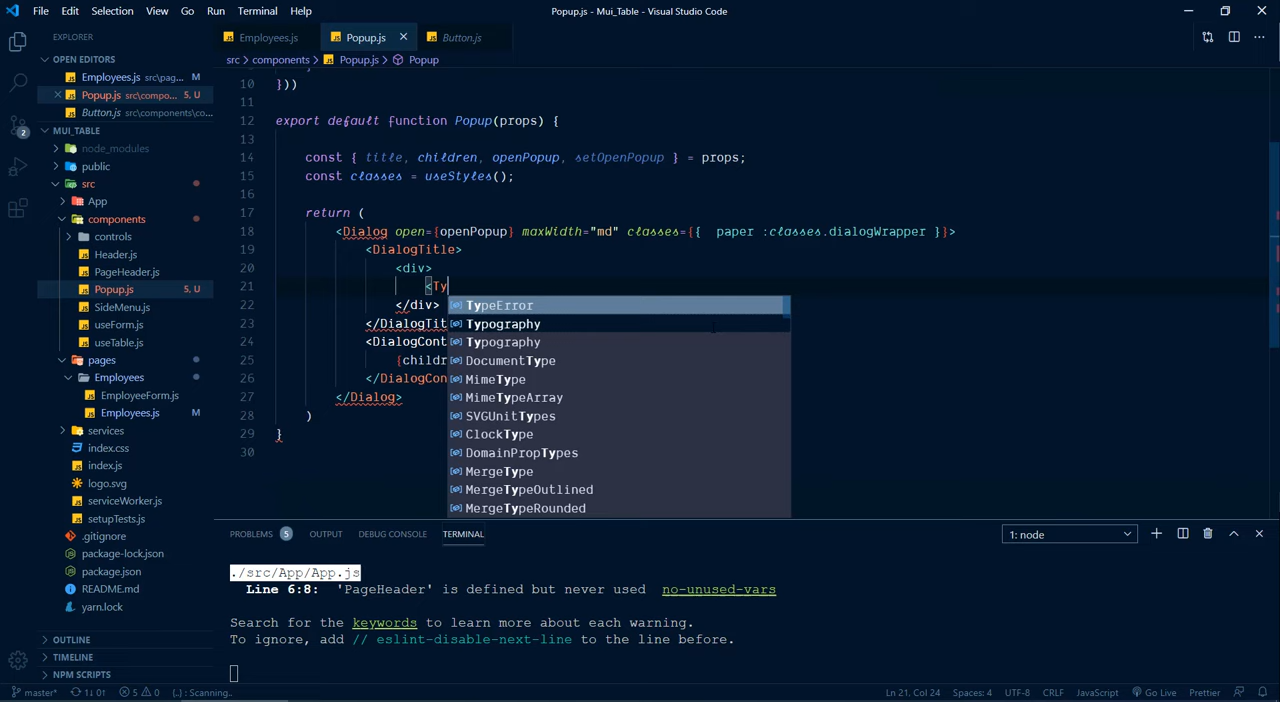 File Edit Selection View Go Run Terminal Help
Popup.js - Mui_Table - Visual Studio Code
EXPLORER
OPEN EDITORS
Employees.js src\pag... M
Popup.js src\compo... 5, U
Button.js src\components\co...
MUI_TABLE
node_modules
public
src
App
components
controls
Header.js
PageHeader.js
Popup.js 5, U
SideMenu.js
useForm.js
useTable.js
pages
Employees
EmployeeForm.js
Employees.js M
services
index.css
index.js
logo.svg
serviceWorker.js
setupTests.js
.gitignore
package-lock.json
package.json
README.md
yarn.lock
OUTLINE
TIMELINE
NPM SCRIPTS
2
Employees.js Popup.js Button.js
src > components > Popup.js > Popup
10 }))
11
12 export default function Popup(props) {
13
14 const { title, children, openPopup, setOpenPopup } = props;
15 const classes = useStyles();
16
17 return (
18 <Dialog open={openPopup} maxWidth="md" classes={{ paper :classes.dialogWrapper }}>
19 <DialogTitle>
20 <div>
21 <Ty
22 </div>
23 </DialogTit
24 <DialogCont
25 {childr
26 </DialogCon
27 </Dialog>
28 )
29 }
30
TypeError
Typography
Typography
DocumentType
MimeType
MimeTypeArray
SVGUnitTypes
ClockType
DomainPropTypes
MergeType
MergeTypeOutlined
MergeTypeRounded
PROBLEMS 5 OUTPUT DEBUG CONSOLE TERMINAL 1: node
./src/App/App.js
Line 6:8: 'PageHeader' is defined but never used no-unused-vars
Search for the keywords to learn more about each warning.
To ignore, add // eslint-disable-next-line to the line before.
master* 1↓ 0↑ 5 0 {..} : Scanning.. Ln 21, Col 24 Spaces: 4 UTF-8 CRLF JavaScript Go Live Prettier